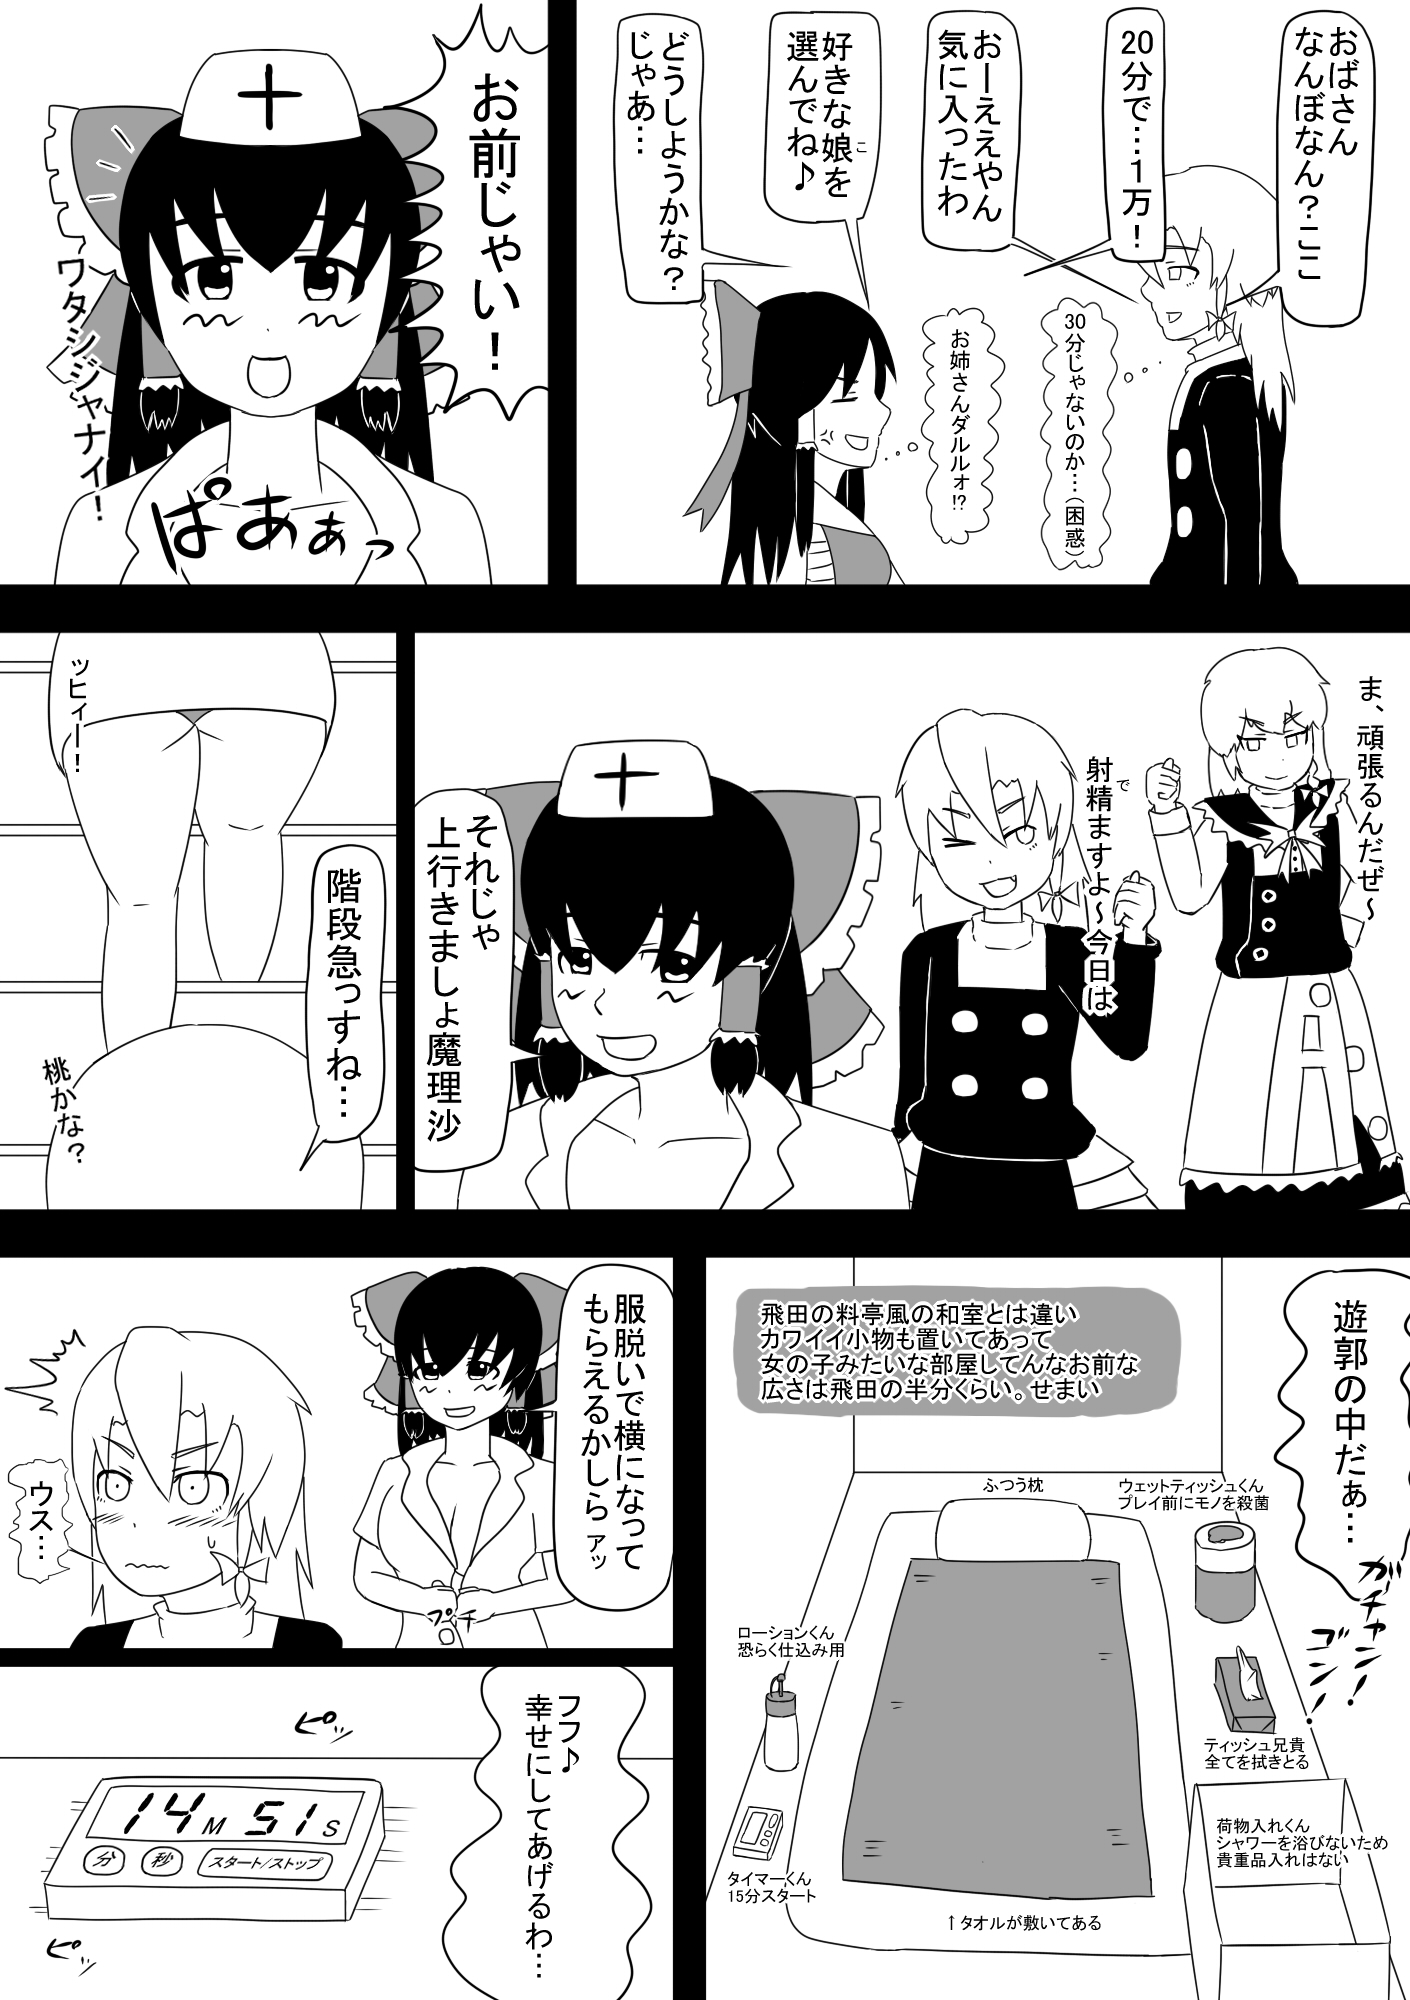 おばさん
なんぼなん？ここ
20分で…1万！
おーええやん
気に入ったわ
30分じゃないのか…（困惑）
好きな娘を
こ
選んでね♪
お姉さんダルルォ!?
どうしようかな？
じゃあ…
お前じゃい！
ワタシジャナイ！
ぱあぁっ
ま、頑張るんだぜ～
射精ますよ～今日は
で
それじゃ
上行きましょ魔理沙
ッヒィー！
階段急っすね…
桃かな？
遊郭の中だぁ…
ガチャン！
ゴン！
飛田の料亭風の和室とは違い
カワイイ小物も置いてあって
女の子みたいな部屋してんなお前な
広さは飛田の半分くらい。せまい
ふつう枕
ウェットティッシュくん
プレイ前にモノを殺菌
ローションくん
恐らく仕込み用
ティッシュ兄貴
全てを拭きとる
荷物入れくん
シャワーを浴びないため
貴重品入れはない
タイマーくん
15分スタート
↑タオルが敷いてある
服脱いで横になって
もらえるかしら
アッ
プチ
ウス…
フフ♪
幸せにしてあげるわ…
ピッ
14M 51S
分 秒 スタート/ストップ
ピッ